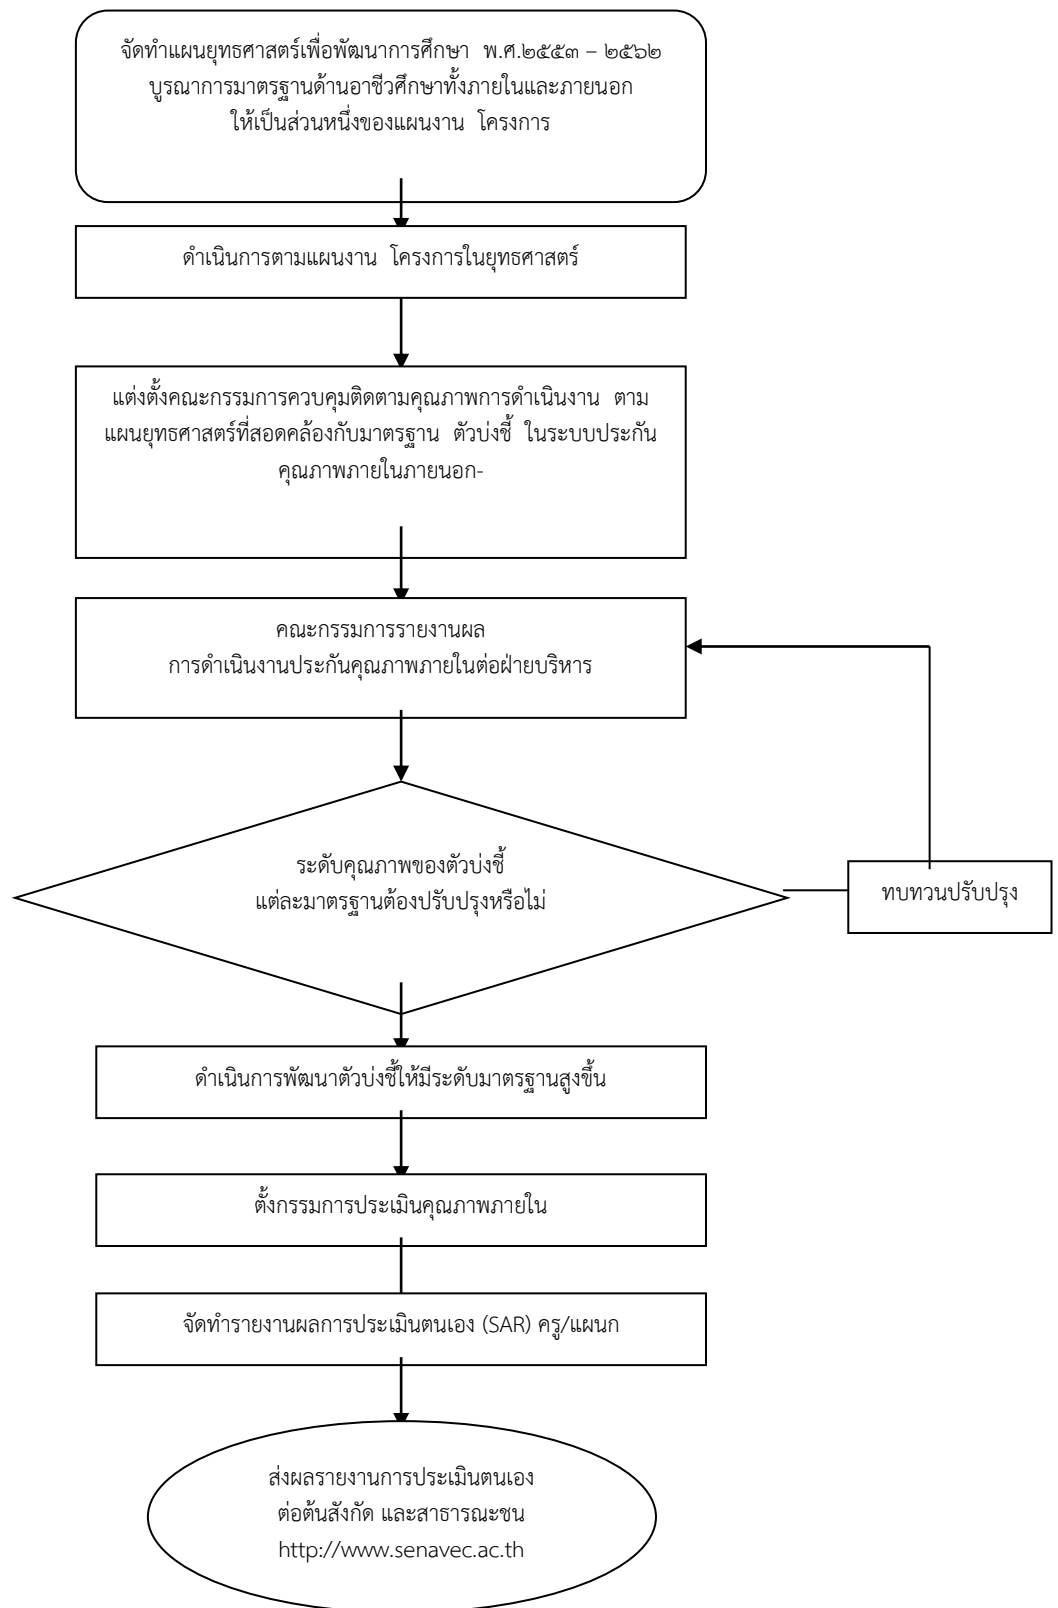 จัดทำแผนยุทธศาสตร์เพื่อพัฒนาการศึกษา พ.ศ.๒๕๕๓ – ๒๕๖๒
บูรณาการมาตรฐานด้านอาชีวศึกษาทั้งภายในและภายนอก
ให้เป็นส่วนหนึ่งของแผนงาน โครงการ
ดำเนินการตามแผนงาน โครงการในยุทธศาสตร์
แต่งตั้งคณะกรรมการควบคุมติดตามคุณภาพการดำเนินงาน ตาม
แผนยุทธศาสตร์ที่สอดคล้องกับมาตรฐาน ตัวบ่งชี้ ในระบบประกัน
คุณภาพภายในภายนอก-
คณะกรรมการรายงานผล
การดำเนินงานประกันคุณภาพภายในต่อฝ่ายบริหาร
ระดับคุณภาพของตัวบ่งชี้
แต่ละมาตรฐานต้องปรับปรุงหรือไม่
ทบทวนปรับปรุง
ดำเนินการพัฒนาตัวบ่งชี้ให้มีระดับมาตรฐานสูงขึ้น
ตั้งกรรมการประเมินคุณภาพภายใน
จัดทำรายงานผลการประเมินตนเอง (SAR) ครู/แผนก
ส่งผลรายงานการประเมินตนเอง
ต่อต้นสังกัด และสาธารณะชน
http://www.senavec.ac.th